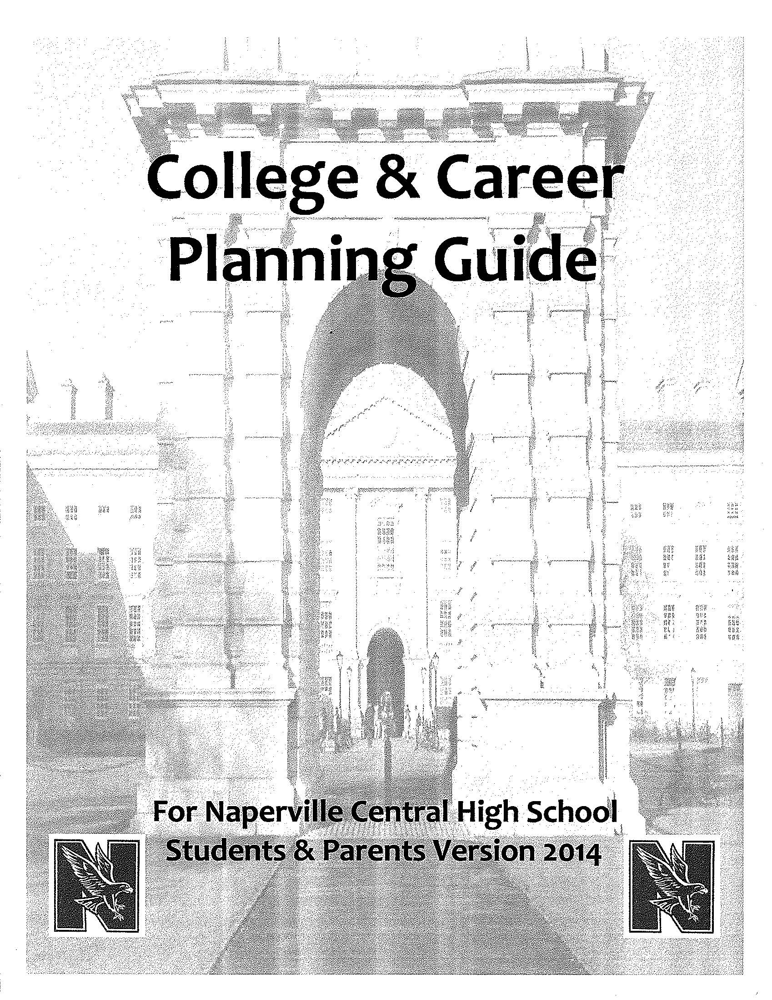 College & Career
Planning Guide
For Naperville Central High School
Students & Parents Version 2014
N
N